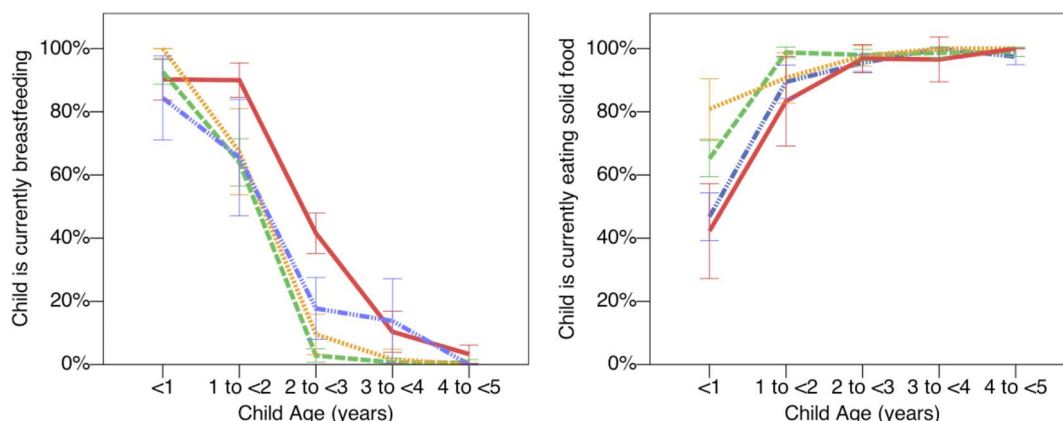 Child is currently breastfeeding
100%
80%
60%
40%
20%
0%
<1 1 to <2 2 to <3 3 to <4 4 to <5
Child Age (years)
Child is currently eating solid food
100%
80%
60%
40%
20%
0%
<1 1 to <2 2 to <3 3 to <4 4 to <5
Child Age (years)